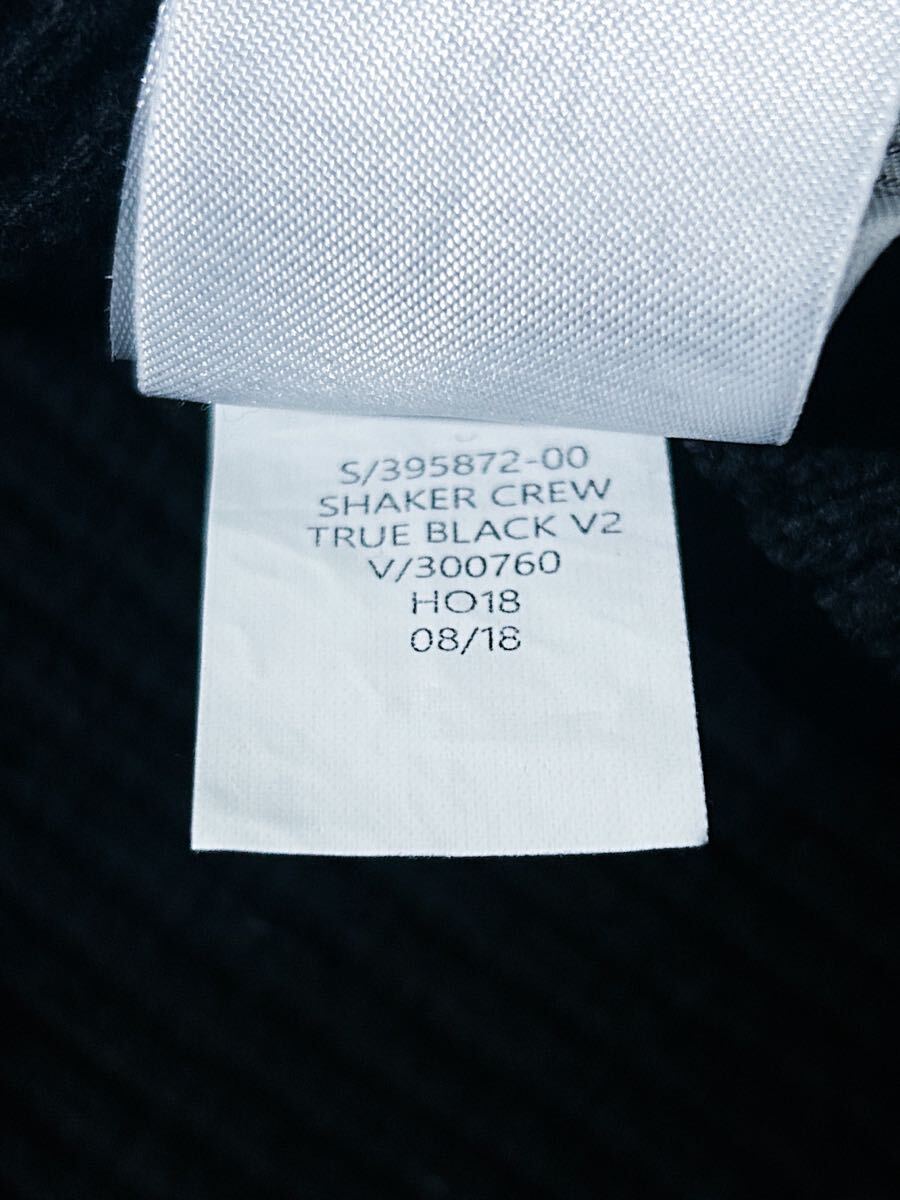 S/395872-00
SHAKER CREW
TRUE BLACK V2
V/300760
HO18
08/18